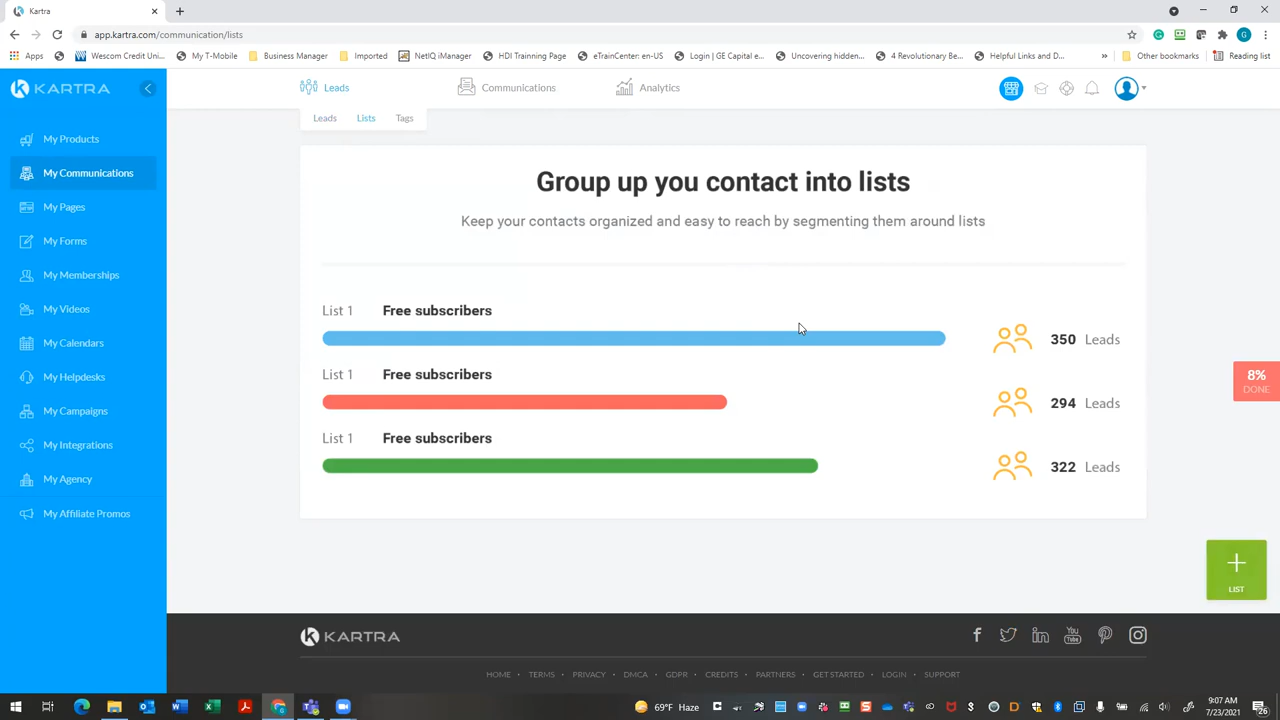 Kartra
app.kartra.com/communication/lists
Apps
Wescom Credit Uni...
My T-Mobile
Business Manager
Imported
NetIQ iManager
HDI Training Page
eTrainCenter: en-US
Login | GE Capital e...
Uncovering hidden...
4 Revolutionary Be...
Helpful Links and D...
»
Other bookmarks
Reading list
KARTRA
Leads
Communications
Analytics
Leads
Lists
Tags
My Products
My Communications
My Pages
My Forms
My Memberships
My Videos
My Calendars
My Helpdesks
My Campaigns
My Integrations
My Agency
My Affiliate Promos
Group up you contact into lists
Keep your contacts organized and easy to reach by segmenting them around lists
List 1 Free subscribers
350 Leads
List 1 Free subscribers
294 Leads
List 1 Free subscribers
322 Leads
8%
DONE
+
LIST
KARTRA
HOME • TERMS • PRIVACY • DMCA • GDPR • CREDITS • PARTNERS • GET STARTED • LOGIN • SUPPORT
69°F Haze
9:07 AM
7/23/2021